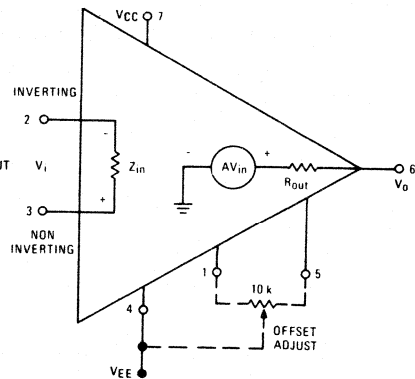 VCC 7
INVERTING
2
-
UT
Vi
Zin
+
3
NON
INVERTING
-
AVin
+
Rout
6
Vo
1
5
10 k
4
OFFSET
ADJUST
VEE